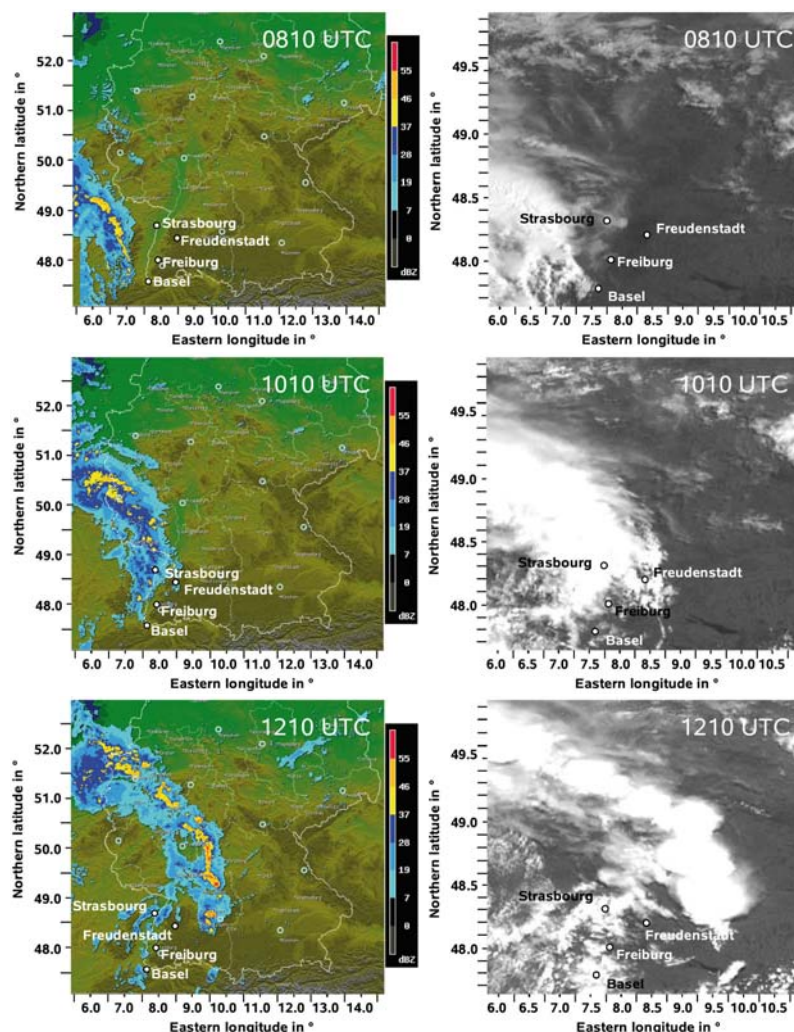 0810 UTC
Northern latitude in °
52.0
51.0
50.0
49.0
48.0
Strasbourg
Freudenstadt
Freiburg
Basel
6.0 7.0 8.0 9.0 10.0 11.0 12.0 13.0 14.0
Eastern longitude in °
55
46
37
28
19
7
0
dBZ
0810 UTC
Northern latitude in °
49.5
49.0
48.5
48.0
Strasbourg
Freudenstadt
Freiburg
Basel
6.0 6.5 7.0 7.5 8.0 8.5 9.0 9.5 10.0 10.5
Eastern longitude in °
1010 UTC
Northern latitude in °
52.0
51.0
50.0
49.0
48.0
Strasbourg
Freudenstadt
Freiburg
Basel
6.0 7.0 8.0 9.0 10.0 11.0 12.0 13.0 14.0
Eastern longitude in °
55
46
37
28
19
7
0
dBZ
1010 UTC
Northern latitude in °
49.5
49.0
48.5
48.0
Strasbourg
Freudenstadt
Freiburg
Basel
6.0 6.5 7.0 7.5 8.0 8.5 9.0 9.5 10.0 10.5
Eastern longitude in °
1210 UTC
Northern latitude in °
52.0
51.0
50.0
49.0
48.0
Strasbourg
Freudenstadt
Freiburg
Basel
6.0 7.0 8.0 9.0 10.0 11.0 12.0 13.0 14.0
Eastern longitude in °
55
46
37
28
19
7
0
dBZ
1210 UTC
Northern latitude in °
49.5
49.0
48.5
48.0
Strasbourg
Freudenstadt
Freiburg
Basel
6.0 6.5 7.0 7.5 8.0 8.5 9.0 9.5 10.0 10.5
Eastern longitude in °